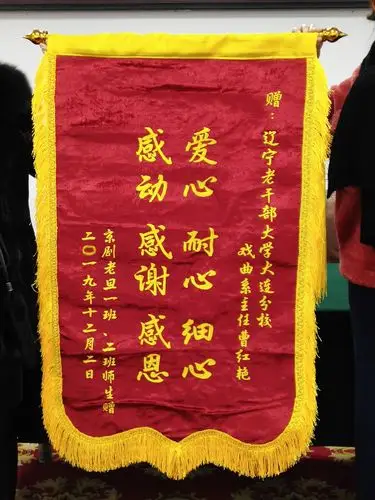 赠：辽宁老干部大学大连分校
戏曲系主任曹红艳
爱心 耐心 细心
感动 感谢 感恩
京剧老旦一班、二班师生赠
二〇一九年十二月二日